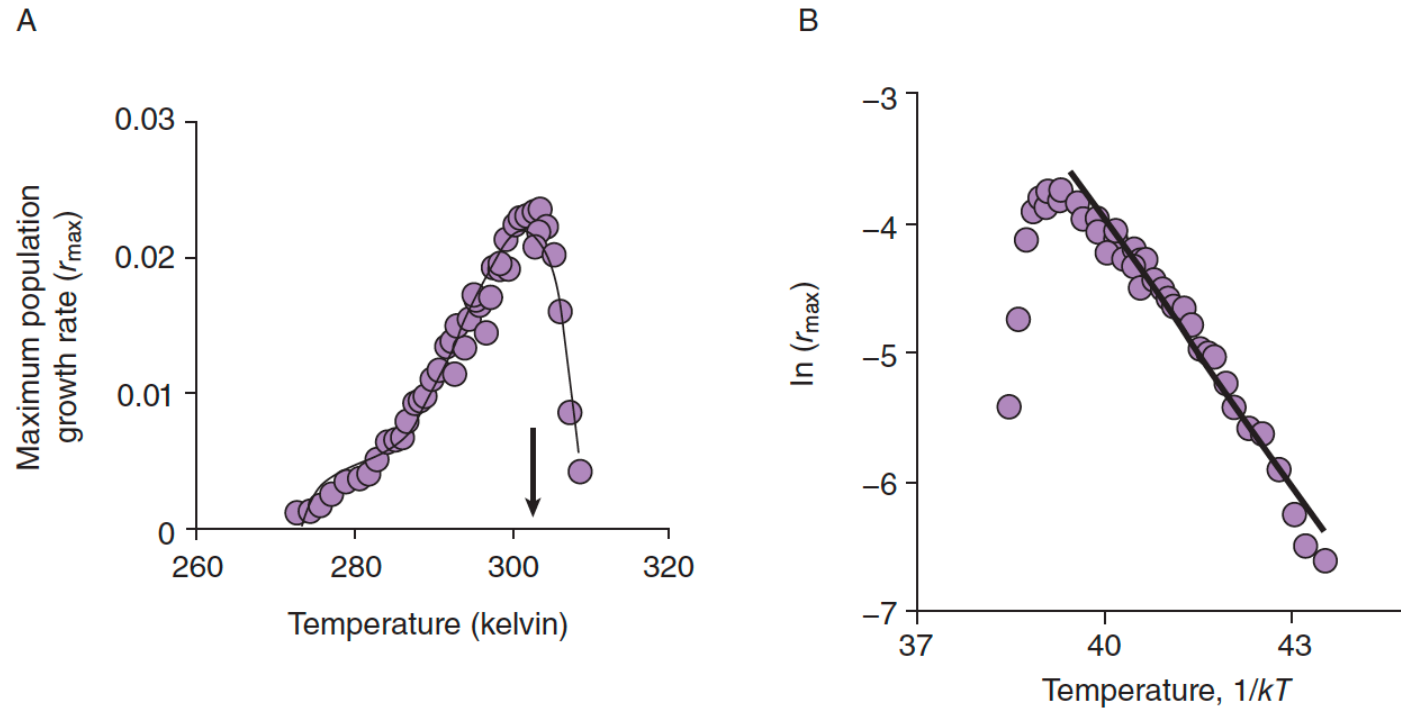 A
Maximum population
growth rate (rmax)
0.03
0.02
0.01
0
260
280
300
320
Temperature (kelvin)
B
ln (rmax)
−3
−4
−5
−6
−7
37
40
43
Temperature, 1/kT